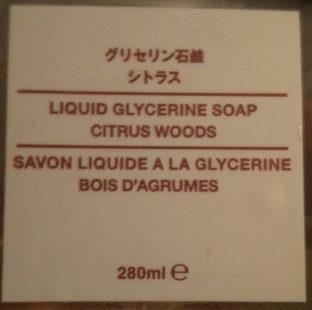 グリセリン石鹸
シトラス
LIQUID GLYCERINE SOAP
CITRUS WOODS
SAVON LIQUIDE A LA GLYCERINE
BOIS D'AGRUMES
280ml ℮